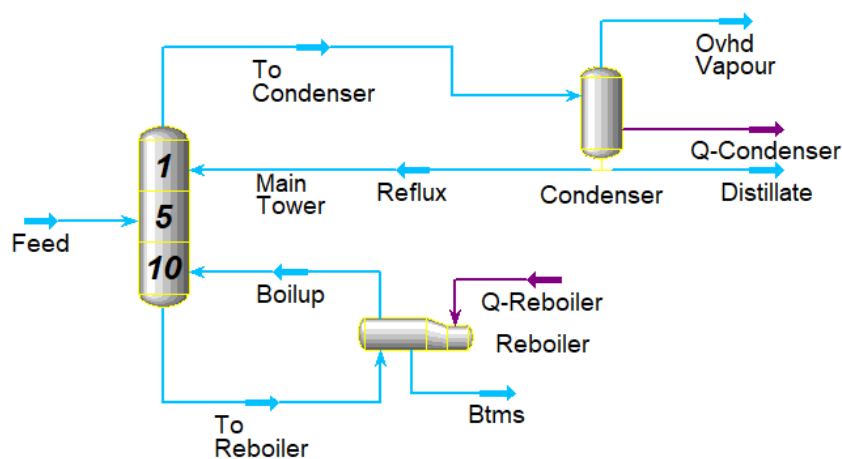 Ovhd
Vapour
To
Condenser
Q-Condenser
1
Main
Tower
Reflux
Condenser
Distillate
Feed
5
10
Boilup
Q-Reboiler
Reboiler
To
Reboiler
Btms